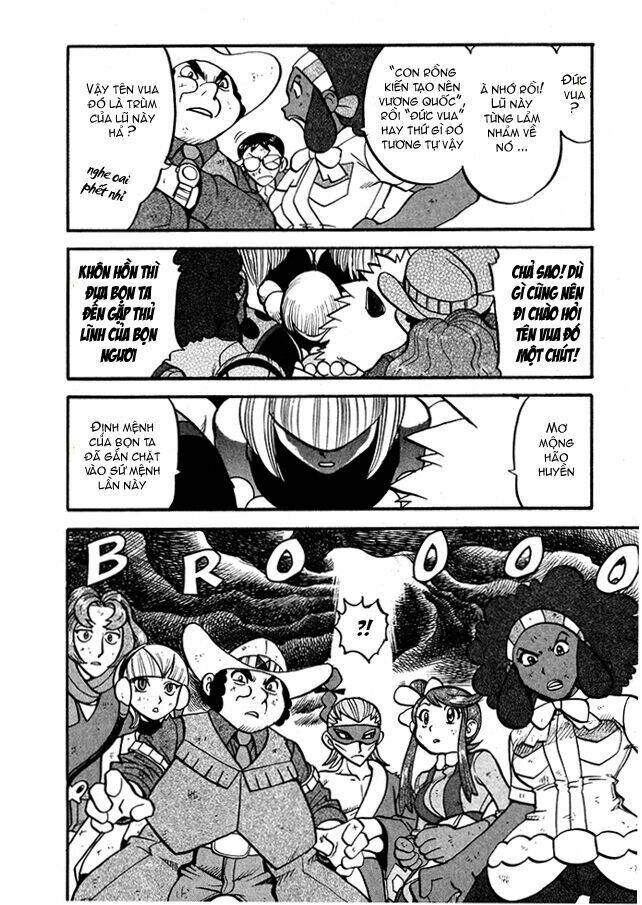 ĐỨC
VUA ?
À NHỚ RỒI!
LŨ NÀY
TỪNG LẨM
NHẨM VỀ
NÓ ...
"CON RỒNG
KIẾN TẠO NÊN
VƯƠNG QUỐC",
RỒI "ĐỨC VUA"
HAY THỨ GÌ ĐÓ
TƯƠNG TỰ VẬY
VẬY TÊN VUA
ĐÓ LÀ TRÙM
CỦA LŨ NÀY
HẢ ?
nghe oai
phết nhỉ
CHẢ SAO! DÙ
GÌ CŨNG NÊN
ĐI CHÀO HỎI
TÊN VUA ĐÓ
MỘT CHÚT!
KHÔN HỒN THÌ
ĐƯA BỌN TA
ĐẾN GẶP THỦ
LĨNH CỦA BỌN
NGƯƠI
MƠ
MỘNG
HÃO
HUYỀN
ĐỊNH MỆNH
CỦA BỌN TA
ĐÃ GẮN CHẶT
VÀO SỨ MỆNH
LẦN NÀY
BROOOO
?!